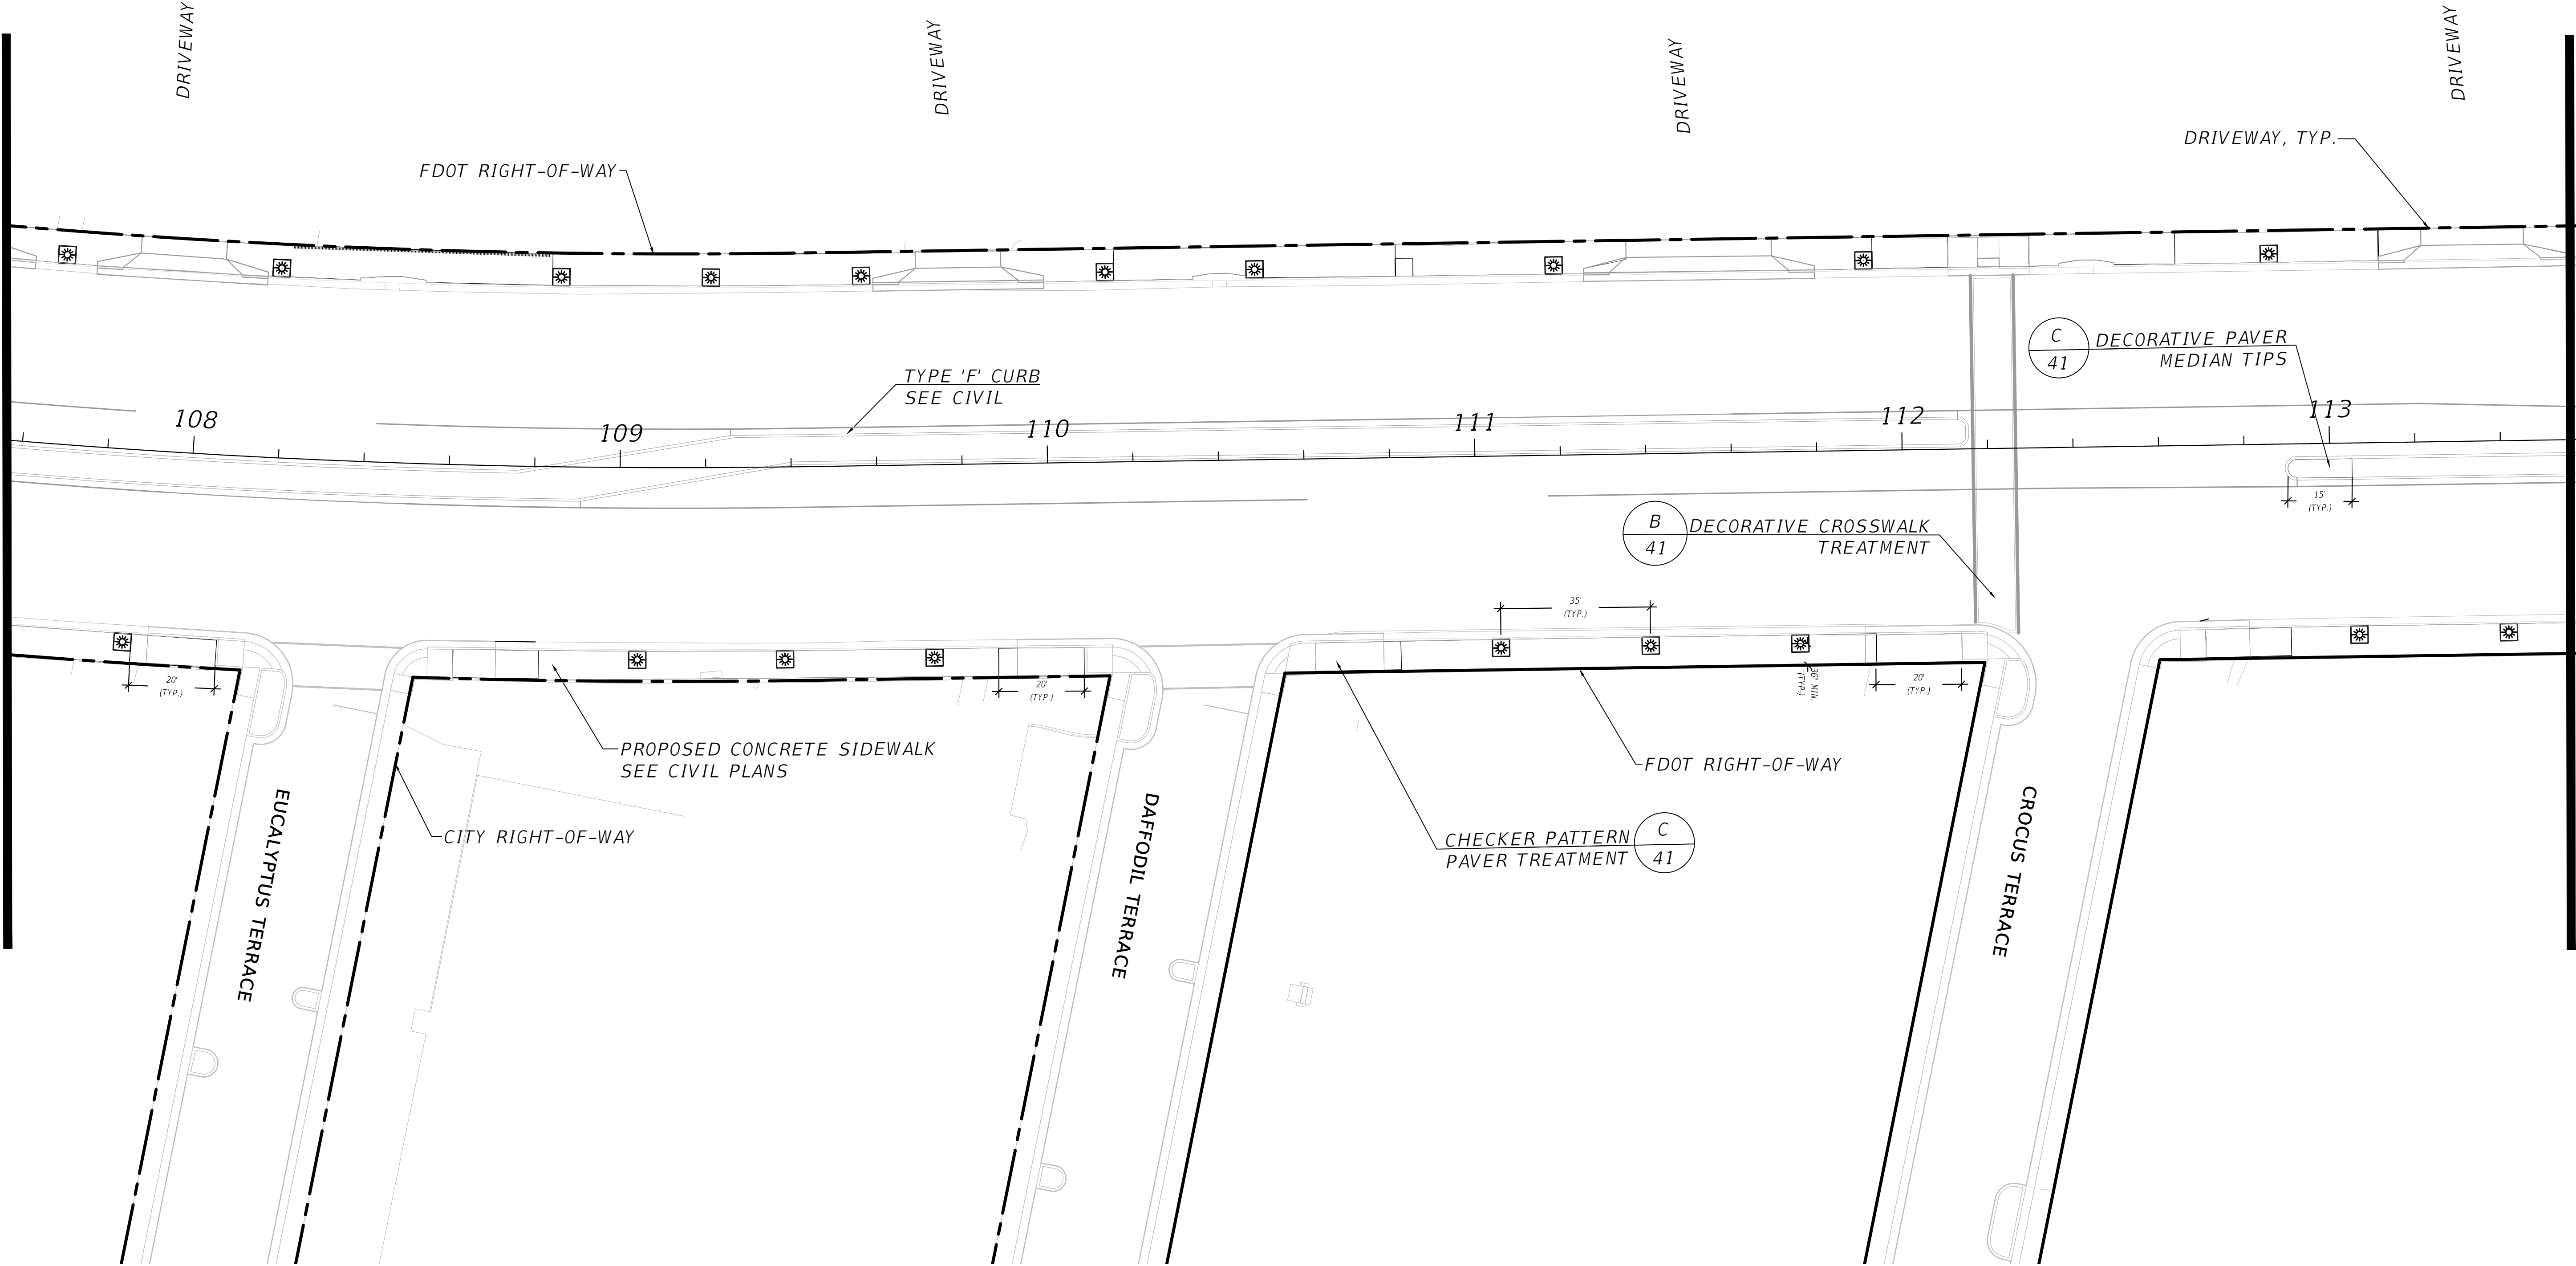 DRIVEWAY
DRIVEWAY
DRIVEWAY
DRIVEWAY
DRIVEWAY, TYP.
FDOT RIGHT-OF-WAY
C
41
DECORATIVE PAVER
MEDIAN TIPS
TYPE 'F' CURB
SEE CIVIL
108
109
110
111
112
113
15'
(TYP.)
B
41
DECORATIVE CROSSWALK
TREATMENT
35'
(TYP.)
20'
(TYP.)
20'
(TYP.)
36" MIN.
(TYP.)
20'
(TYP.)
PROPOSED CONCRETE SIDEWALK
SEE CIVIL PLANS
FDOT RIGHT-OF-WAY
CITY RIGHT-OF-WAY
CHECKER PATTERN
PAVER TREATMENT
C
41
EUCALYPTUS TERRACE
DAFFODIL TERRACE
CROCUS TERRACE